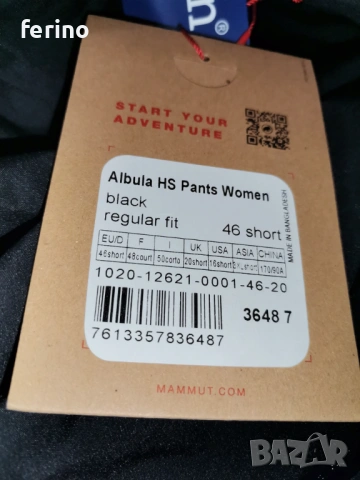 ferino
m®
START YOUR
ADVENTURE
Albula HS Pants Women
black
regular fit
46 short
MADE IN BANGLADESH
EU/D F I UK USA ASIA CHINA
46short 48court 50corto 20short 16short 170/90A
1020-12621-0001-46-20
3648 7
7613357836487
MAMMUT.COM
BAZAR
bg